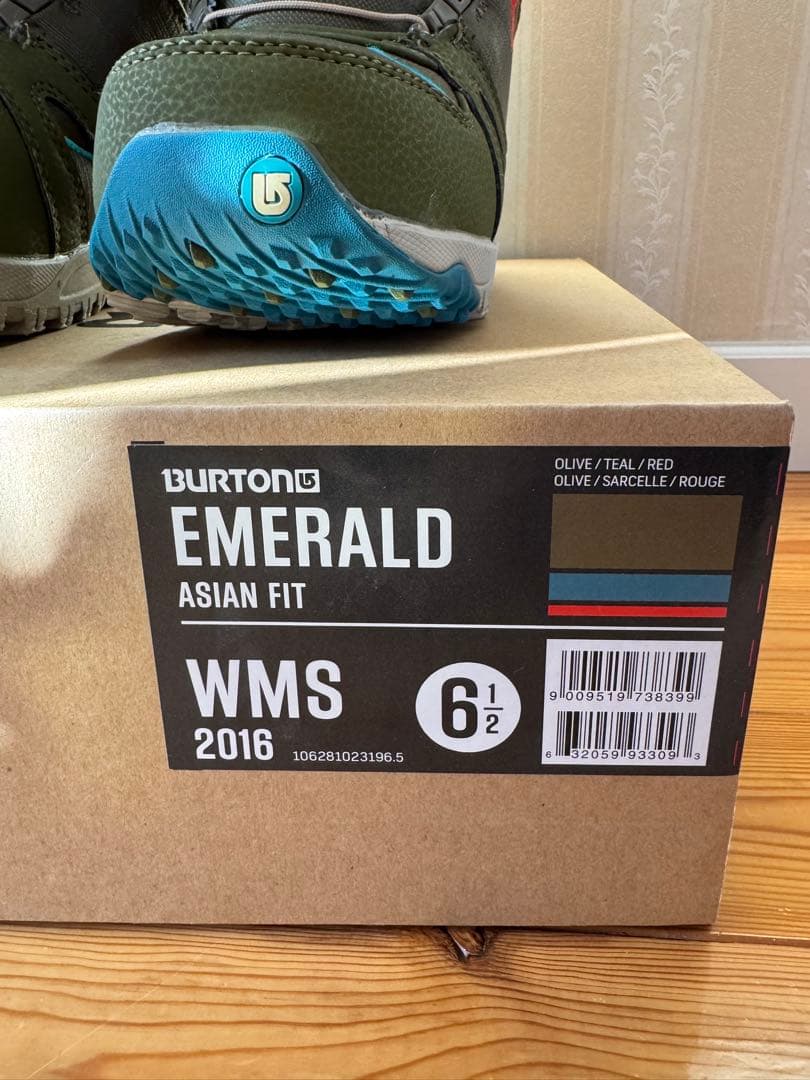 BURTON
EMERALD
ASIAN FIT
OLIVE / TEAL / RED
OLIVE / SARCELLE / ROUGE
WMS
2016
106281023196.5
6 1/2
9 009519 738399
6 32059 93309 3